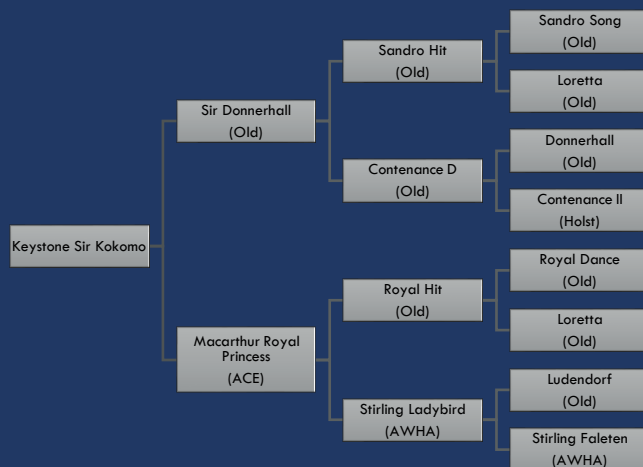 Sandro Song
(Old)
Sandro Hit
(Old)
Loretta
(Old)
Sir Donnerhall
(Old)
Donnerhall
(Old)
Contenance D
(Old)
Contenance II
(Holst)
Keystone Sir Kokomo
Royal Dance
(Old)
Royal Hit
(Old)
Loretta
(Old)
Macarthur Royal
Princess
(ACE)
Ludendorf
(Old)
Stirling Ladybird
(AWHA)
Stirling Faleten
(AWHA)